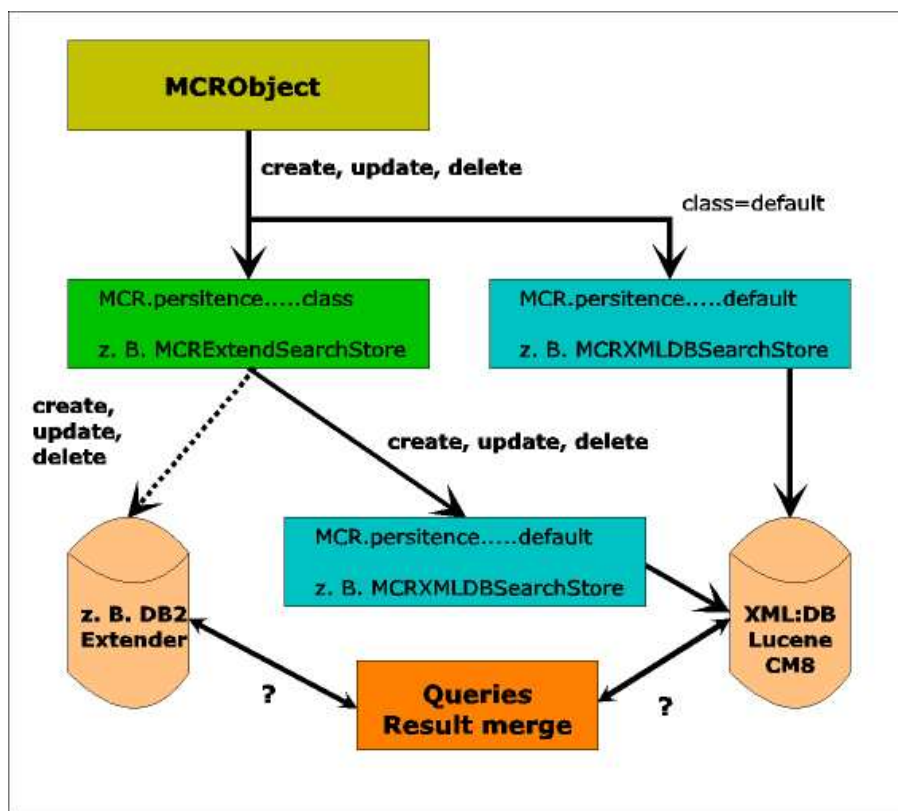 MCRObject
create, update, delete
class=default
MCR.persitence.....class
z. B. MCRExtendSearchStore
MCR.persitence.....default
z. B. MCRXMLDBSearchStore
create,
update,
delete
create, update, delete
MCR.persitence.....default
z. B. MCRXMLDBSearchStore
z. B. DB2
Extender
XML:DB
Lucene
CM8
?
Queries
Result merge
?